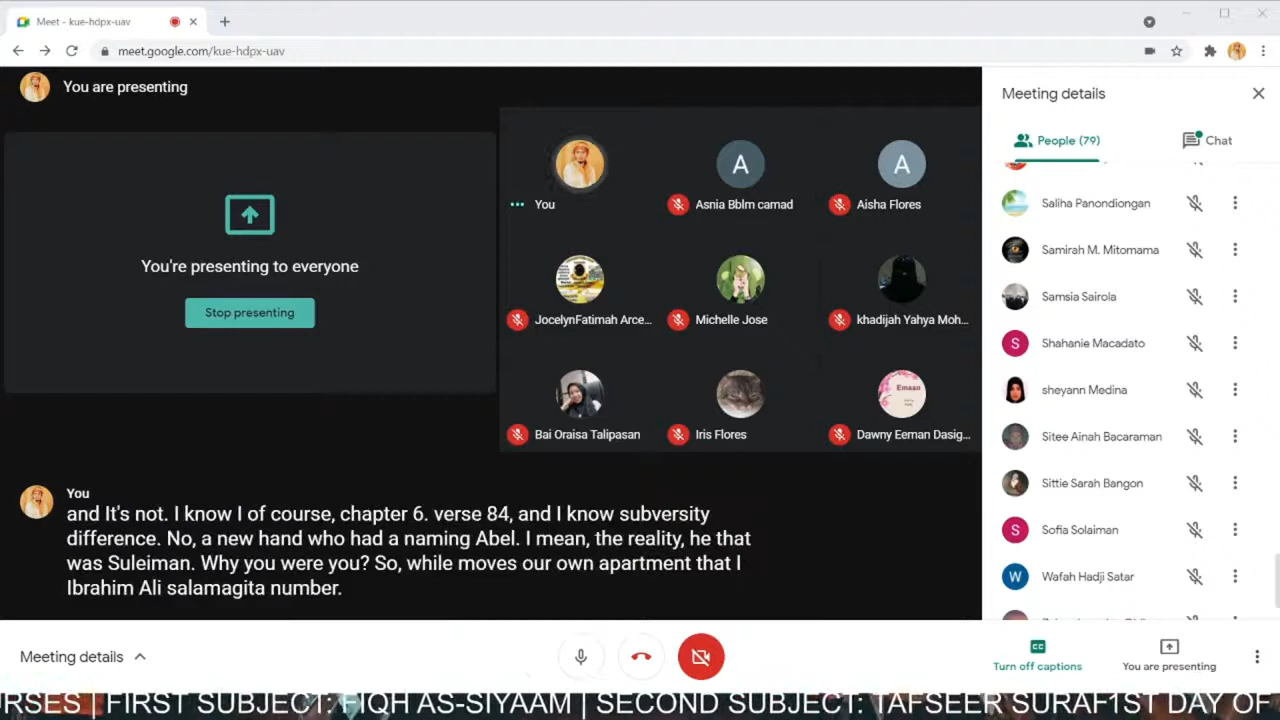 Meet - kue-hdpx-uav
meet.google.com/kue-hdpx-uav
You are presenting
You're presenting to everyone
Stop presenting
You
A
Asnia Bblm camad
A
Aisha Flores
JocelynFatimah Arce...
Michelle Jose
khadijah Yahya Moh...
Bai Oraisa Talipasan
Iris Flores
Emaan
Dawny Eeman Dasig...
You
and It's not. I know I of course, chapter 6. verse 84, and I know subversity
difference. No, a new hand who had a naming Abel. I mean, the reality, he that
was Suleiman. Why you were you? So, while moves our own apartment that I
Ibrahim Ali salamagita number.
Meeting details
People (79)
Chat
Saliha Panondiongan
Samirah M. Mitomama
Samsia Sairola
S
Shahanie Macadato
sheyann Medina
Sitee Ainah Bacaraman
Sittie Sarah Bangon
S
Sofia Solaiman
W
Wafah Hadji Satar
Meeting details
CC
Turn off captions
You are presenting
URSES | FIRST SUBJECT: FIQH AS-SIYAAM | SECOND SUBJECT: TAFSEER SURAF1ST DAY OF